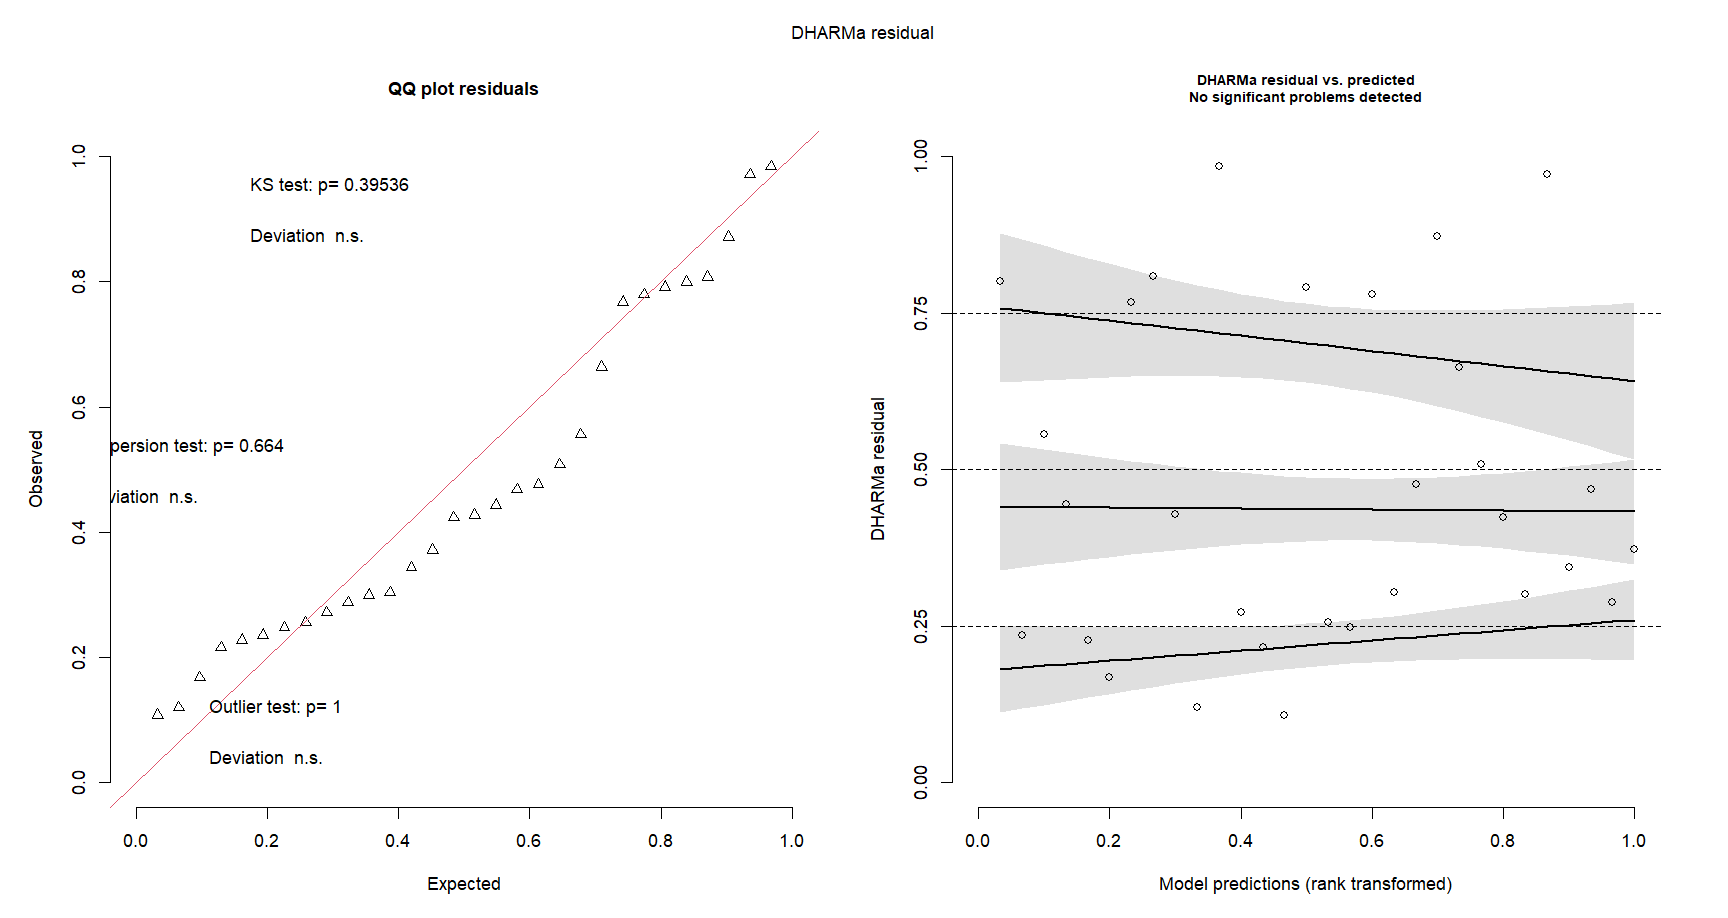 DHARMa residual
QQ plot residuals
KS test: p= 0.39536
Deviation  n.s.
persion test: p= 0.664
viation  n.s.
Outlier test: p= 1
Deviation  n.s.
Observed
0.0 0.2 0.4 0.6 0.8 1.0
0.0 0.2 0.4 0.6 0.8 1.0
Expected
DHARMa residual vs. predicted
No significant problems detected
DHARMa residual
0.00 0.25 0.50 0.75 1.00
0.0 0.2 0.4 0.6 0.8 1.0
Model predictions (rank transformed)